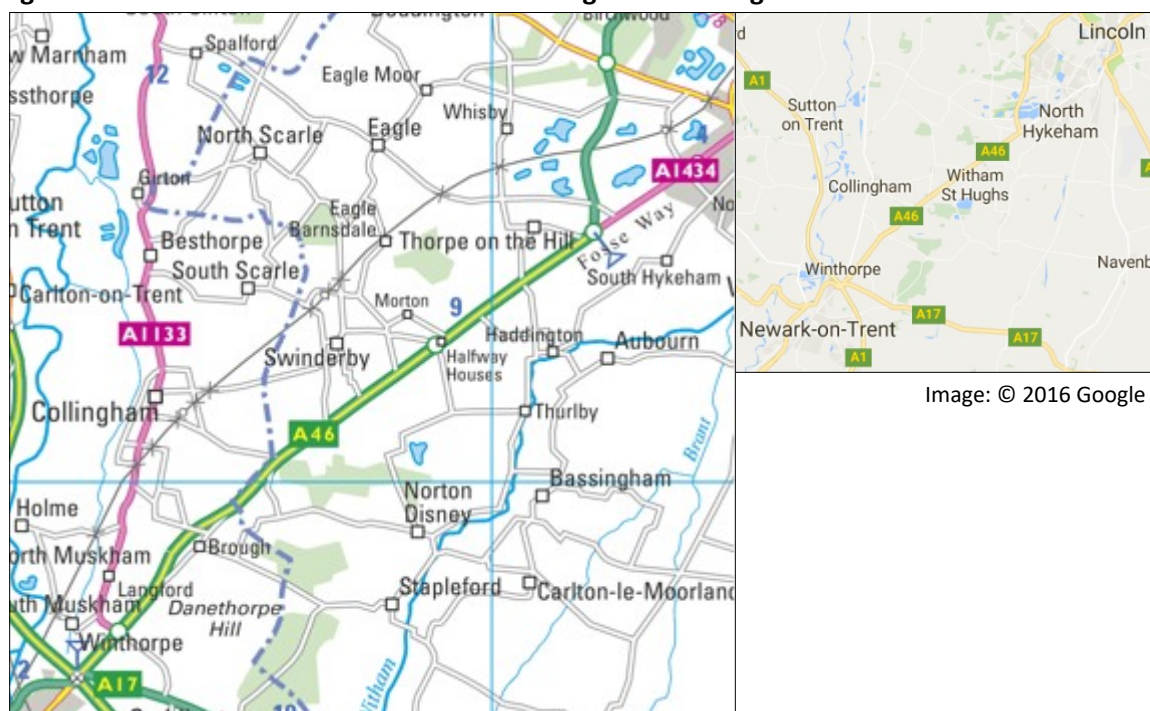 Spalford
Marnham
12
Eagle Moor
Whisby
4
North Scarle
Eagle
A1434
Girton
Eagle
Barnsdale
Fosse Way
Besthorpe
Thorpe on the Hill
South Scarle
South Hykeham
Carlton-on-Trent
Morton
9
A1133
Haddington
Aubourn
Swinderby
Halfway
Houses
Collingham
Thurlby
A46
Brant
Bassingham
Norton
Disney
Holme
Brough
Langford
Stapleford
Carlton-le-Moorland
Danethorpe
Hill
Winthorpe
2
A17
Witham
Lincoln
A1
Sutton
on Trent
North
Hykeham
A46
Witham
St Hughs
Collingham
A46
Winthorpe
Newark-on-Trent
A17
A17
A1
Image: © 2016 Google